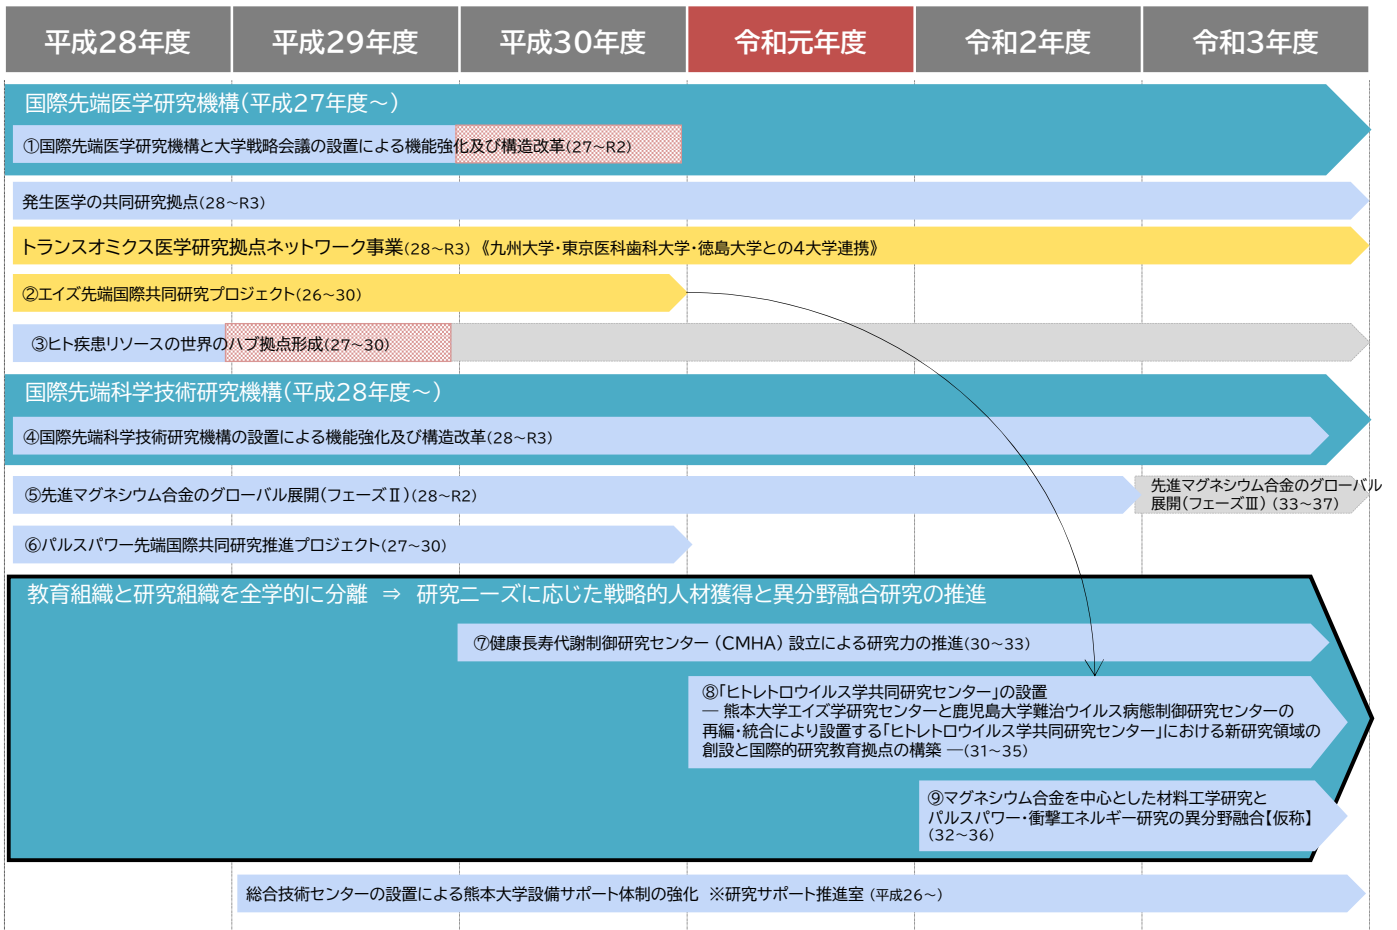 平成28年度
平成29年度
平成30年度
令和元年度
令和2年度
令和3年度
国際先端医学研究機構(平成27年度～)
①国際先端医学研究機構と大学戦略会議の設置による機能強化及び構造改革(27～R2)
発生医学の共同研究拠点(28～R3)
トランスオミクス医学研究拠点ネットワーク事業(28～R3) 《九州大学・東京医科歯科大学・徳島大学との4大学連携》
②エイズ先端国際共同研究プロジェクト(26～30)
③ヒト疾患リソースの世界のハブ拠点形成(27～30)
国際先端科学技術研究機構(平成28年度～)
④国際先端科学技術研究機構の設置による機能強化及び構造改革(28～R3)
⑤先進マグネシウム合金のグローバル展開(フェーズⅡ)(28～R2)
先進マグネシウム合金のグローバル
展開(フェーズⅢ) (33～37)
⑥パルスパワー先端国際共同研究推進プロジェクト(27～30)
教育組織と研究組織を全学的に分離 ⇒ 研究ニーズに応じた戦略的人材獲得と異分野融合研究の推進
⑦健康長寿代謝制御研究センター (CMHA) 設立による研究力の推進(30～33)
⑧「ヒトレトロウイルス学共同研究センター」の設置
― 熊本大学エイズ学研究センターと鹿児島大学難治ウイルス病態制御研究センターの
再編・統合により設置する「ヒトレトロウイルス学共同研究センター」における新研究領域の
創設と国際的研究教育拠点の構築 ―(31～35)
⑨マグネシウム合金を中心とした材料工学研究と
パルスパワー・衝撃エネルギー研究の異分野融合【仮称】
(32～36)
総合技術センターの設置による熊本大学設備サポート体制の強化 ※研究サポート推進室 (平成26～)